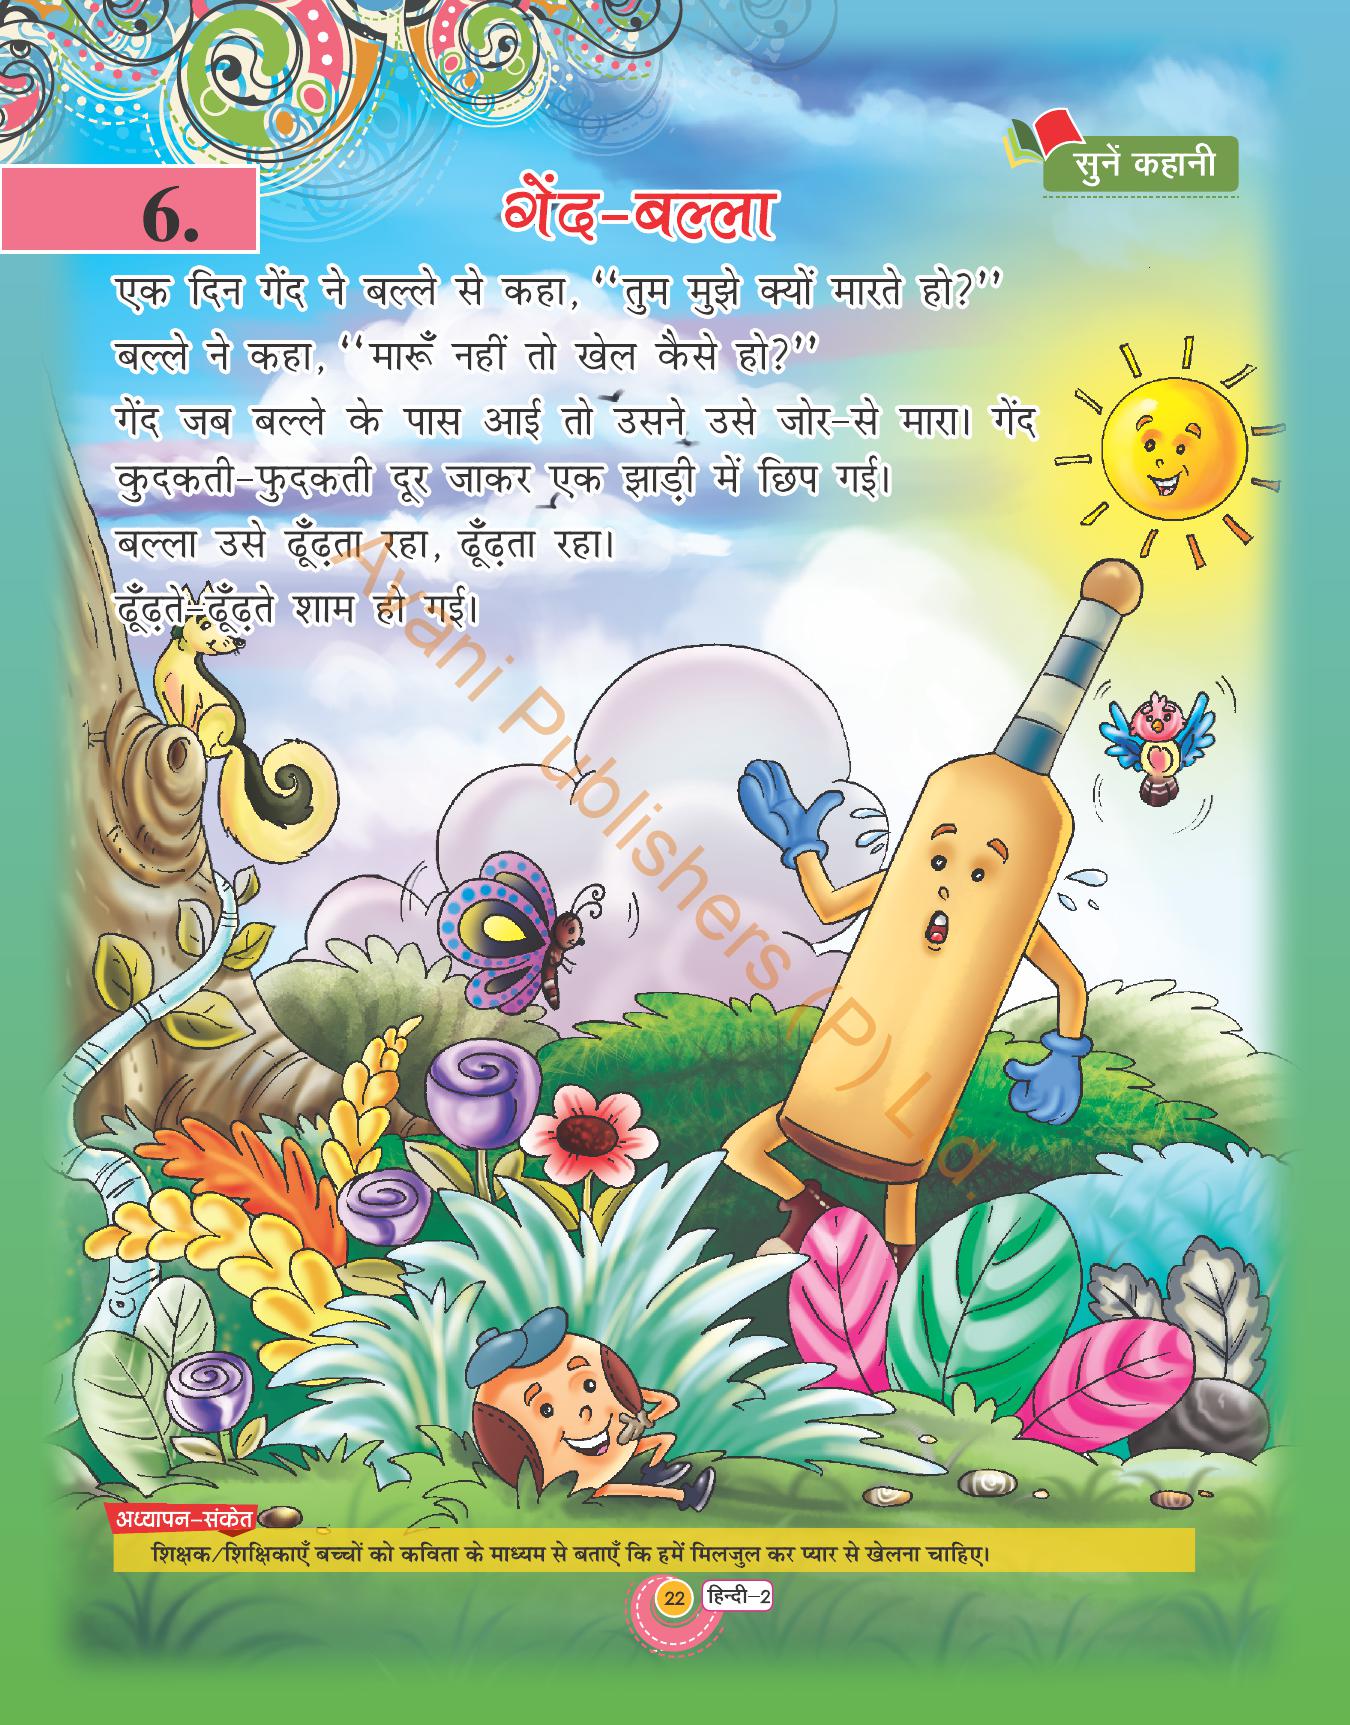 सुनें कहानी
6.
गेंद-बल्ला
एक दिन गेंद ने बल्ले से कहा, “तुम मुझे क्यों मारते हो?”
बल्ले ने कहा, “मारूँ नहीं तो खेल कैसे हो?”
गेंद जब बल्ले के पास आई तो उसने उसे जोर-से मारा। गेंद
कुदकती-फुदकती दूर जाकर एक झाड़ी में छिप गई।
बल्ला उसे ढूँढ़ता रहा, ढूँढ़ता रहा।
ढूँढ़ते-ढूँढ़ते शाम हो गई।
Avani Publishers (P) Ltd.
अध्यापन-संकेत
शिक्षक/शिक्षिकाएँ बच्चों को कविता के माध्यम से बताएँ कि हमें मिलजुल कर प्यार से खेलना चाहिए।
22 हिन्दी-2